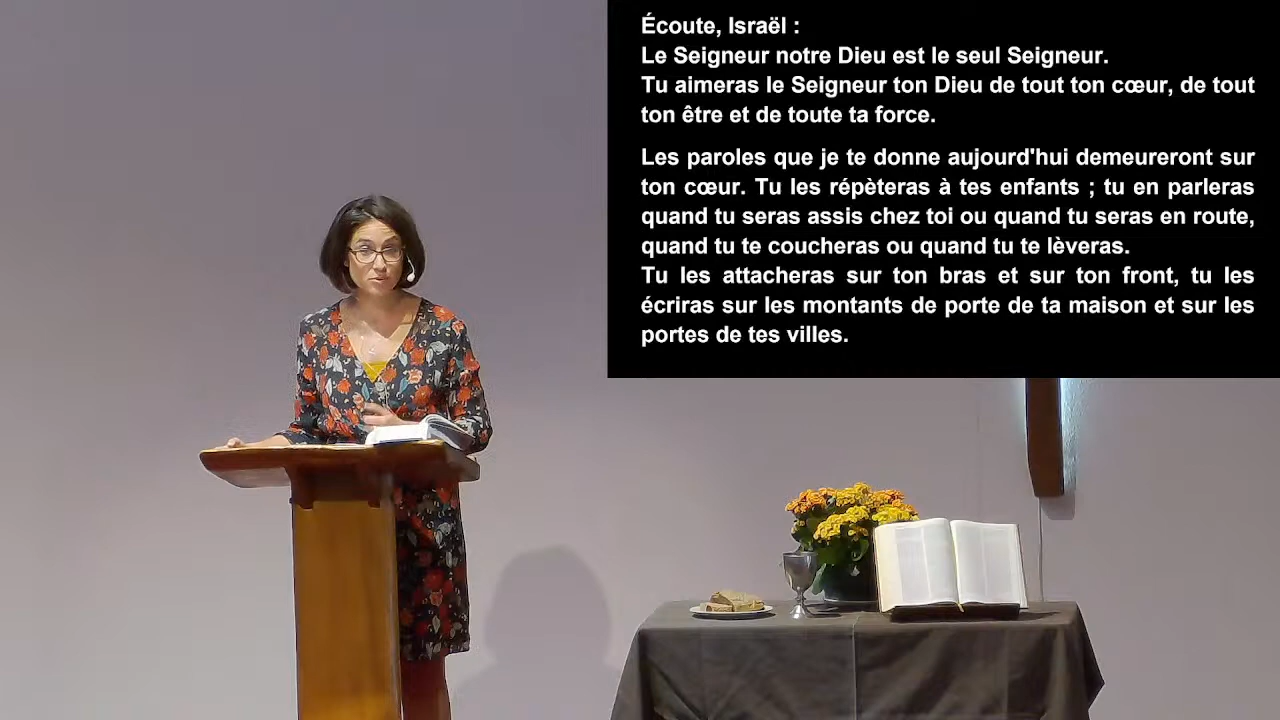 Écoute, Israël :
Le Seigneur notre Dieu est le seul Seigneur.
Tu aimeras le Seigneur ton Dieu de tout ton cœur, de tout
ton être et de toute ta force.
Les paroles que je te donne aujourd'hui demeureront sur
ton cœur. Tu les répèteras à tes enfants ; tu en parleras
quand tu seras assis chez toi ou quand tu seras en route,
quand tu te coucheras ou quand tu te lèveras.
Tu les attacheras sur ton bras et sur ton front, tu les
écriras sur les montants de porte de ta maison et sur les
portes de tes villes.